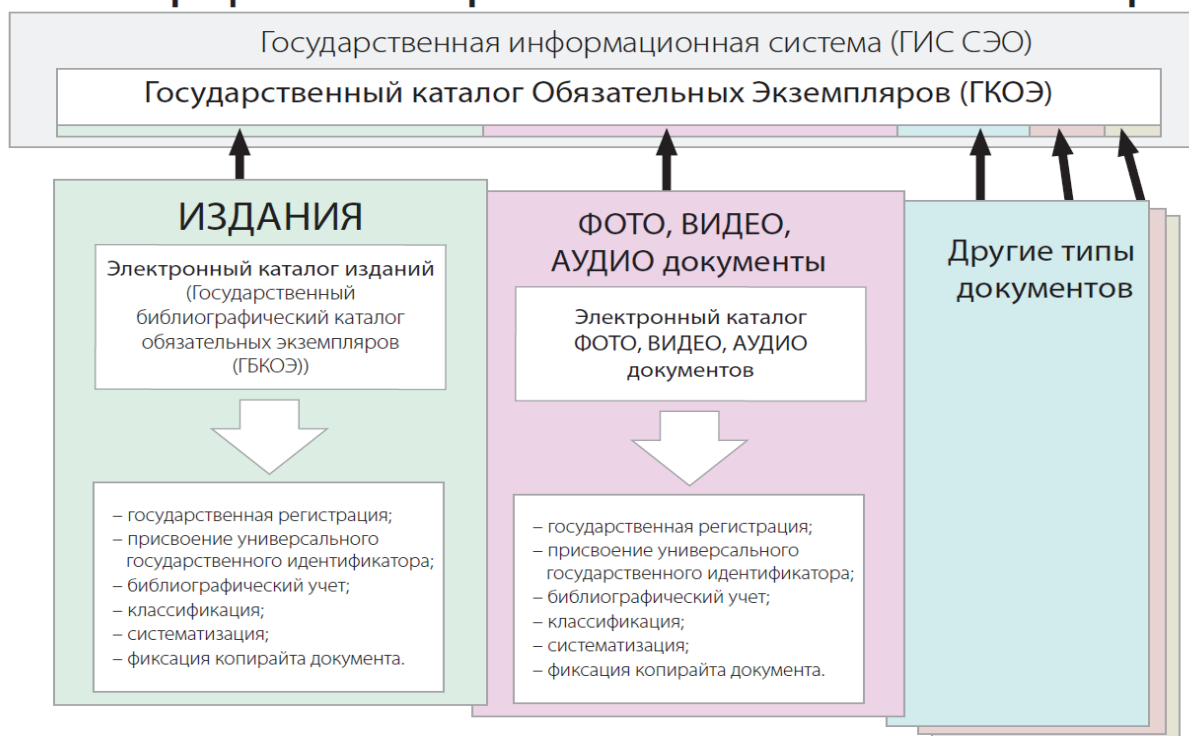 Государственная информационная система (ГИС СЭО)
Государственный каталог Обязательных Экземпляров (ГКОЭ)
ИЗДАНИЯ
Электронный каталог изданий
(Государственный
библиографический каталог
обязательных экземпляров
(ГБКОЭ))
– государственная регистрация;
– присвоение универсального
государственного идентификатора;
– библиографический учет;
– классификация;
– систематизация;
– фиксация копирайта документа.
ФОТО, ВИДЕО,
АУДИО документы
Электронный каталог
ФОТО, ВИДЕО, АУДИО
документов
– государственная регистрация;
– присвоение универсального
государственного идентификатора;
– библиографический учет;
– классификация;
– систематизация;
– фиксация копирайта документа.
Другие типы
документов